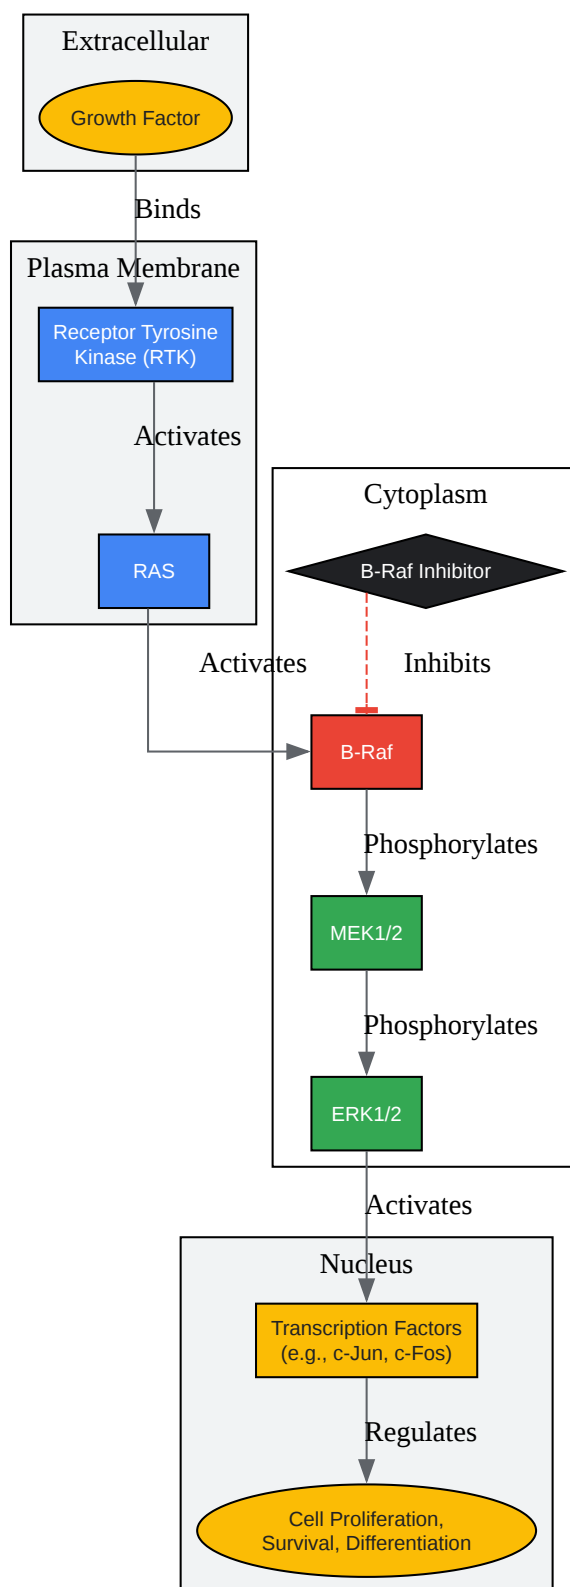 Extracellular
Growth Factor
Binds
Plasma Membrane
Receptor Tyrosine
Kinase (RTK)
Activates
RAS
Cytoplasm
B-Raf Inhibitor
Activates
Inhibits
B-Raf
Phosphorylates
MEK1/2
Phosphorylates
ERK1/2
Activates
Nucleus
Transcription Factors
(e.g., c-Jun, c-Fos)
Regulates
Cell Proliferation,
Survival, Differentiation